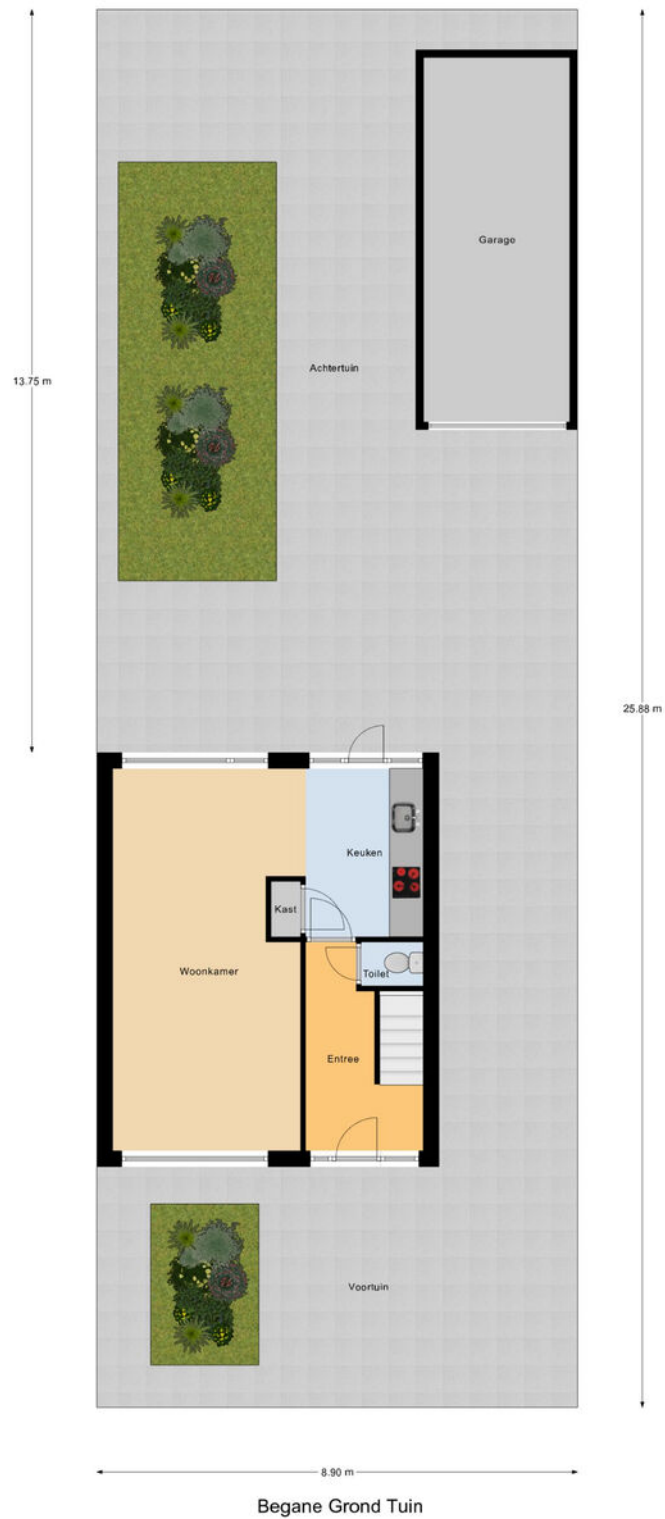 Garage
Achtertuin
13.75 m
25.88 m
Keuken
Kast
Woonkamer
Toilet
Entree
Voortuin
8.90 m
Begane Grond Tuin